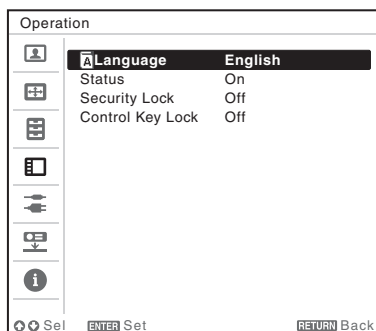 Operation
A Language English
Status On
Security Lock Off
Control Key Lock Off
Sel ENTER Set RETURN Back